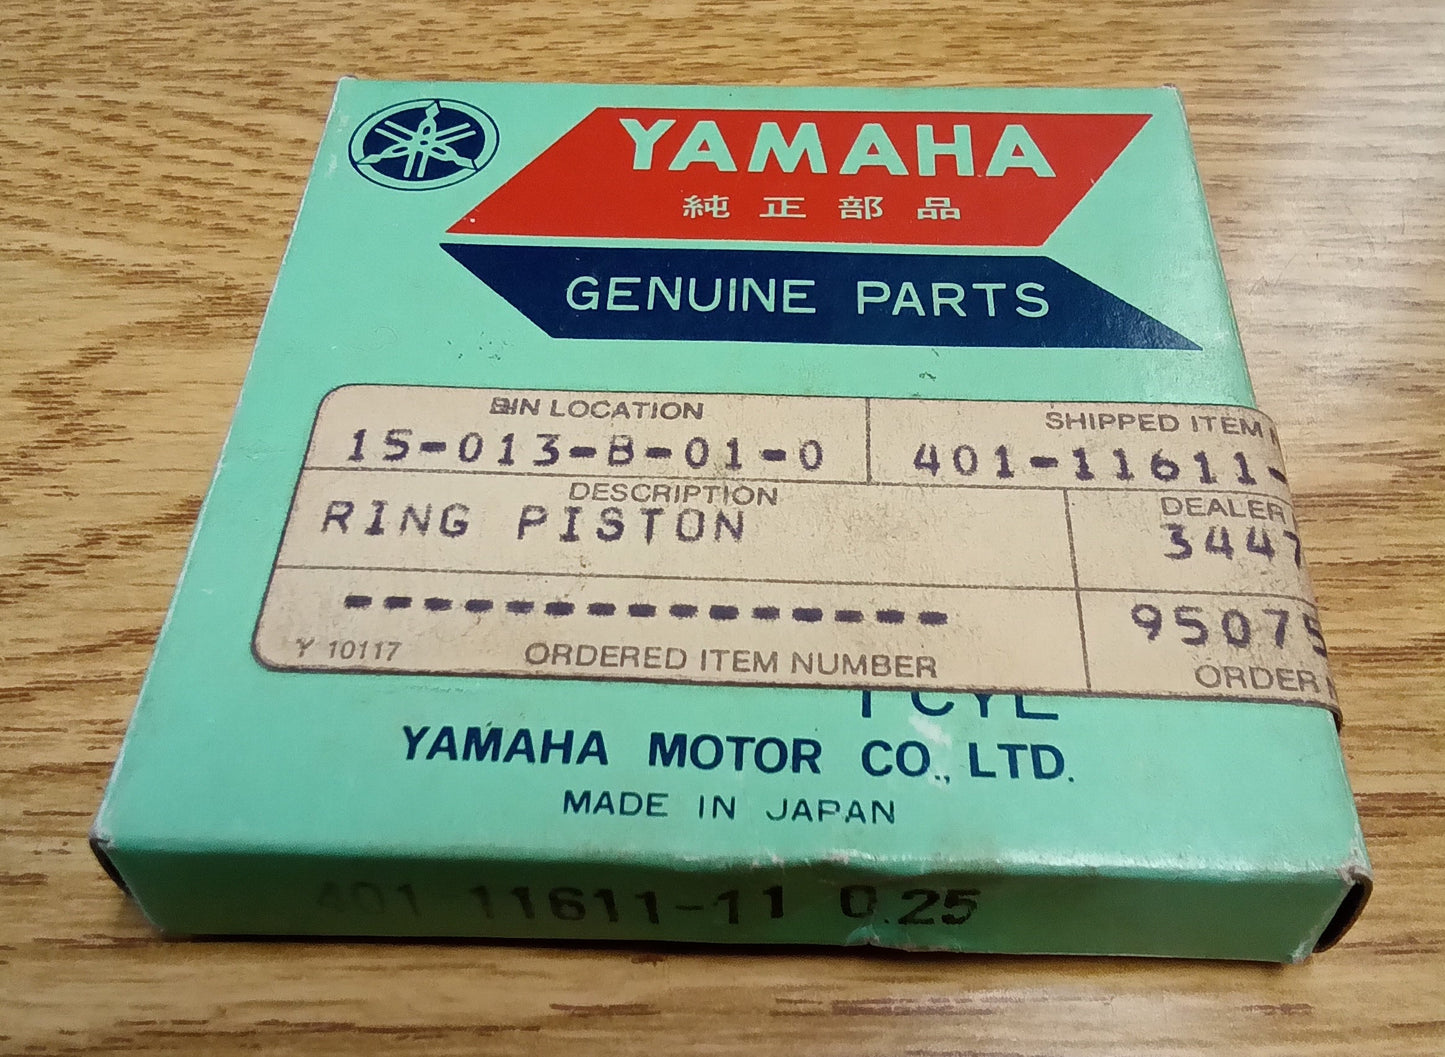 YAMAHA
純正部品
GENUINE PARTS
BIN LOCATION
15-013-B-01-0
SHIPPED ITEM
401-11611-
DESCRIPTION
RING PISTON
DEALER
3447
----------------
95075
Y 10117
ORDERED ITEM NUMBER
ORDER
1 CYL
YAMAHA MOTOR CO., LTD.
MADE IN JAPAN
401 11611-11 0.25